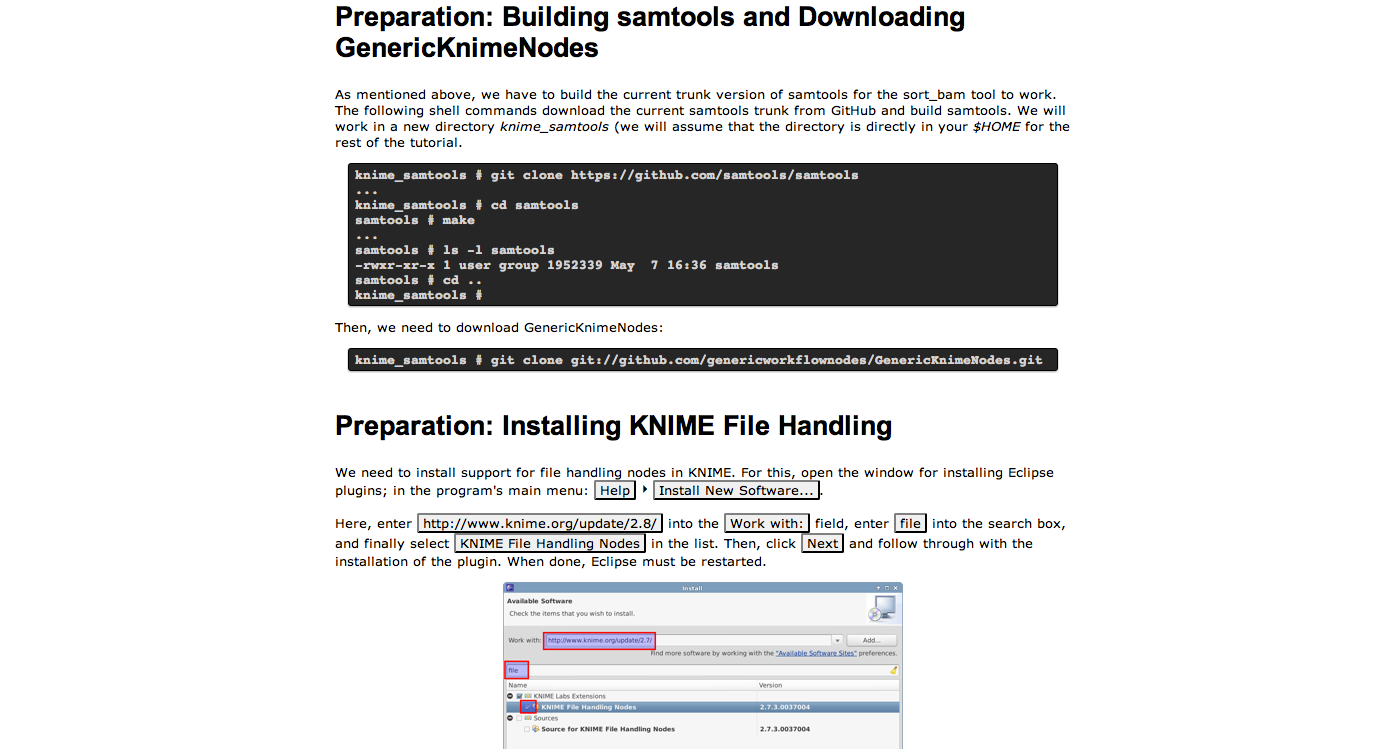 Preparation: Building samtools and Downloading
GenericKnimeNodes
As mentioned above, we have to build the current trunk version of samtools for the sort_bam tool to work.
The following shell commands download the current samtools trunk from GitHub and build samtools. We will
work in a new directory knime_samtools (we will assume that the directory is directly in your $HOME for the
rest of the tutorial.
knime_samtools # git clone https://github.com/samtools/samtools
...
knime_samtools # cd samtools
samtools # make
...
samtools # ls -l samtools
-rwxr-xr-x 1 user group 1952339 May  7 16:36 samtools
samtools # cd ..
knime_samtools #
Then, we need to download GenericKnimeNodes:
knime_samtools # git clone git://github.com/genericworkflownodes/GenericKnimeNodes.git
Preparation: Installing KNIME File Handling
We need to install support for file handling nodes in KNIME. For this, open the window for installing Eclipse
plugins; in the program's main menu: Help ‣ Install New Software... .
Here, enter http://www.knime.org/update/2.8/ into the Work with: field, enter file into the search box,
and finally select KNIME File Handling Nodes in the list. Then, click Next and follow through with the
installation of the plugin. When done, Eclipse must be restarted.
Install
Available Software
Check the items that you wish to install.
Work with: http://www.knime.org/update/2.7/ Add...
Find more software by working with the "Available Software Sites" preferences.
file
Name Version
KNIME Labs Extensions
KNIME File Handling Nodes 2.7.3.0037004
Sources
Source for KNIME File Handling Nodes 2.7.3.0037004